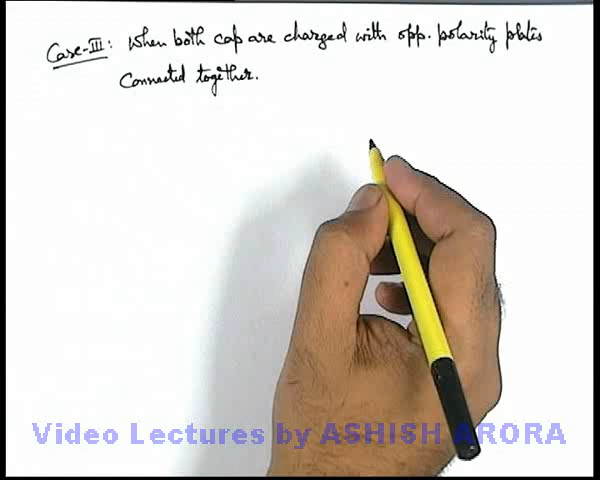 Case-III: When both cap are charged with opp. polarity plates
Connected together.
Video Lectures by ASHISH ARORA